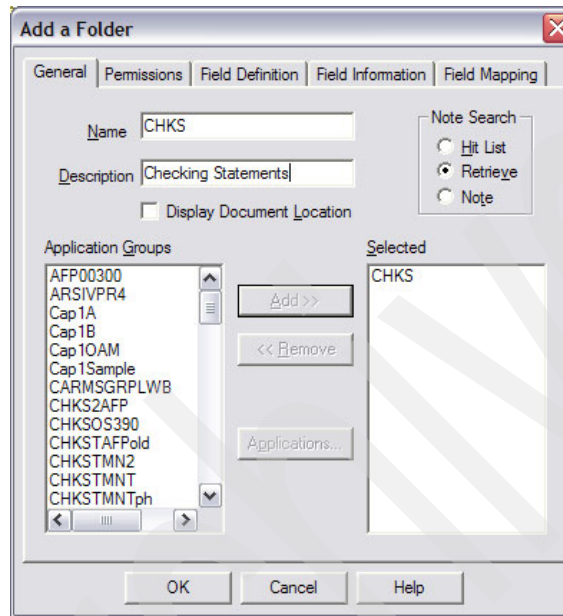 Add a Folder
General Permissions Field Definition Field Information Field Mapping
Name CHKS
Description Checking Statements
Display Document Location
Note Search
Hit List
Retrieve
Note
Application Groups
AFP00300
ARSIVPR4
Cap1A
Cap1B
Cap1OAM
Cap1Sample
CARMSGRPLWB
CHKS2AFP
CHKSOS390
CHKSTAFPold
CHKSTMN2
CHKSTMNT
CHKSTMNTph
Add >>
<< Remove
Applications...
Selected
CHKS
OK Cancel Help